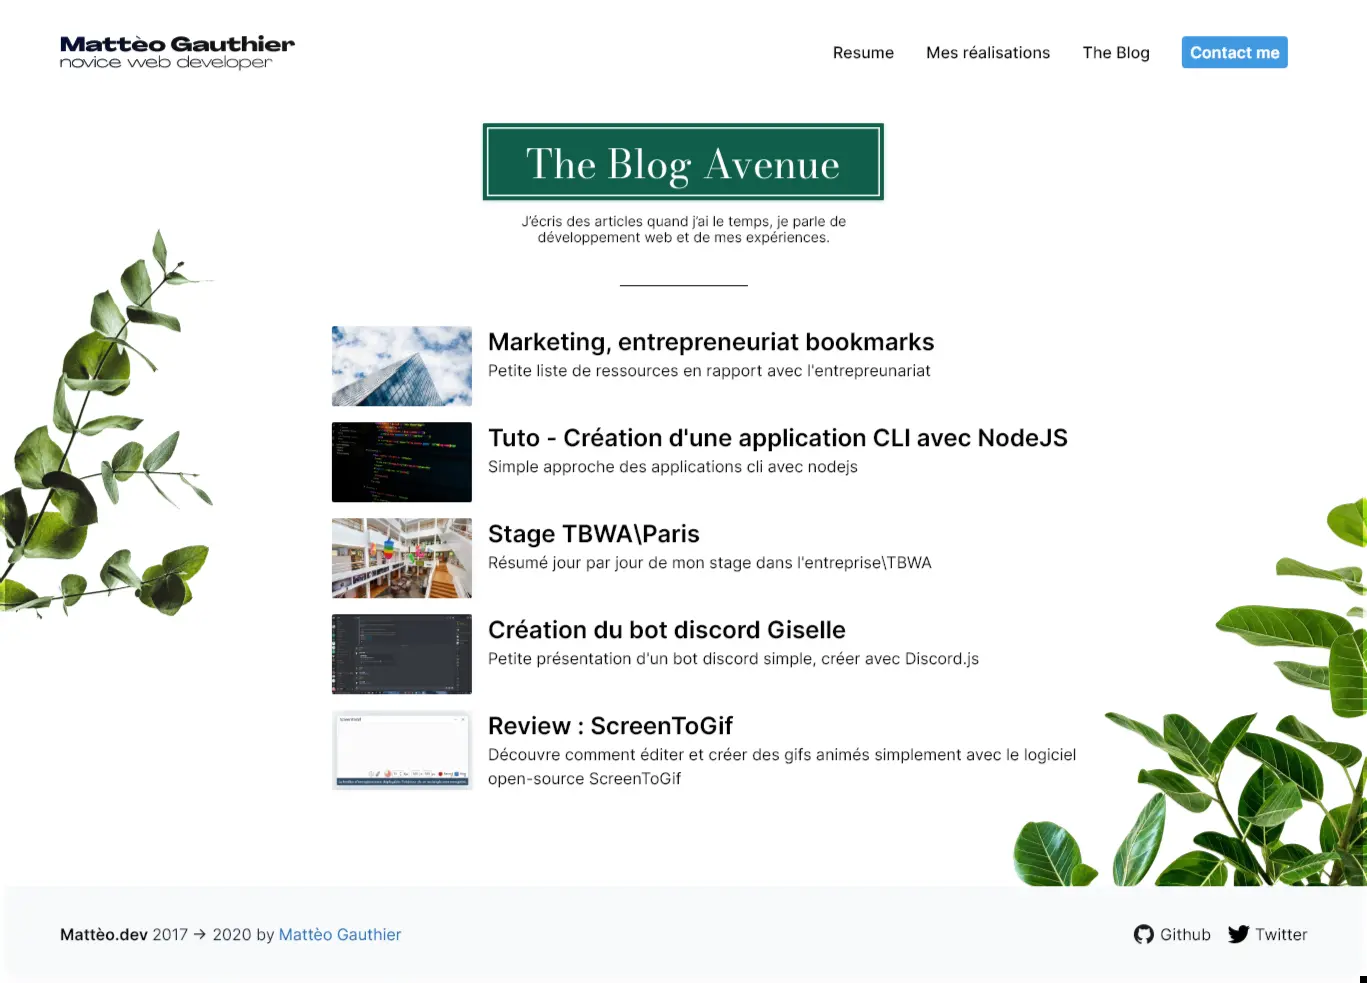 Mattèo Gauthier
novice web developer
Resume
Mes réalisations
The Blog
Contact me
The Blog Avenue
J'écris des articles quand j'ai le temps, je parle de
développement web et de mes expériences.
Marketing, entrepreneuriat bookmarks
Petite liste de ressources en rapport avec l'entrepreunariat
Tuto - Création d'une application CLI avec NodeJS
Simple approche des applications cli avec nodejs
Stage TBWA\Paris
Résumé jour par jour de mon stage dans l'entreprise\TBWA
Création du bot discord Giselle
Petite présentation d'un bot discord simple, créer avec Discord.js
Review : ScreenToGif
Découvre comment éditer et créer des gifs animés simplement avec le logiciel
open-source ScreenToGif
Mattèo.dev 2017 → 2020 by Mattèo Gauthier
Github
Twitter